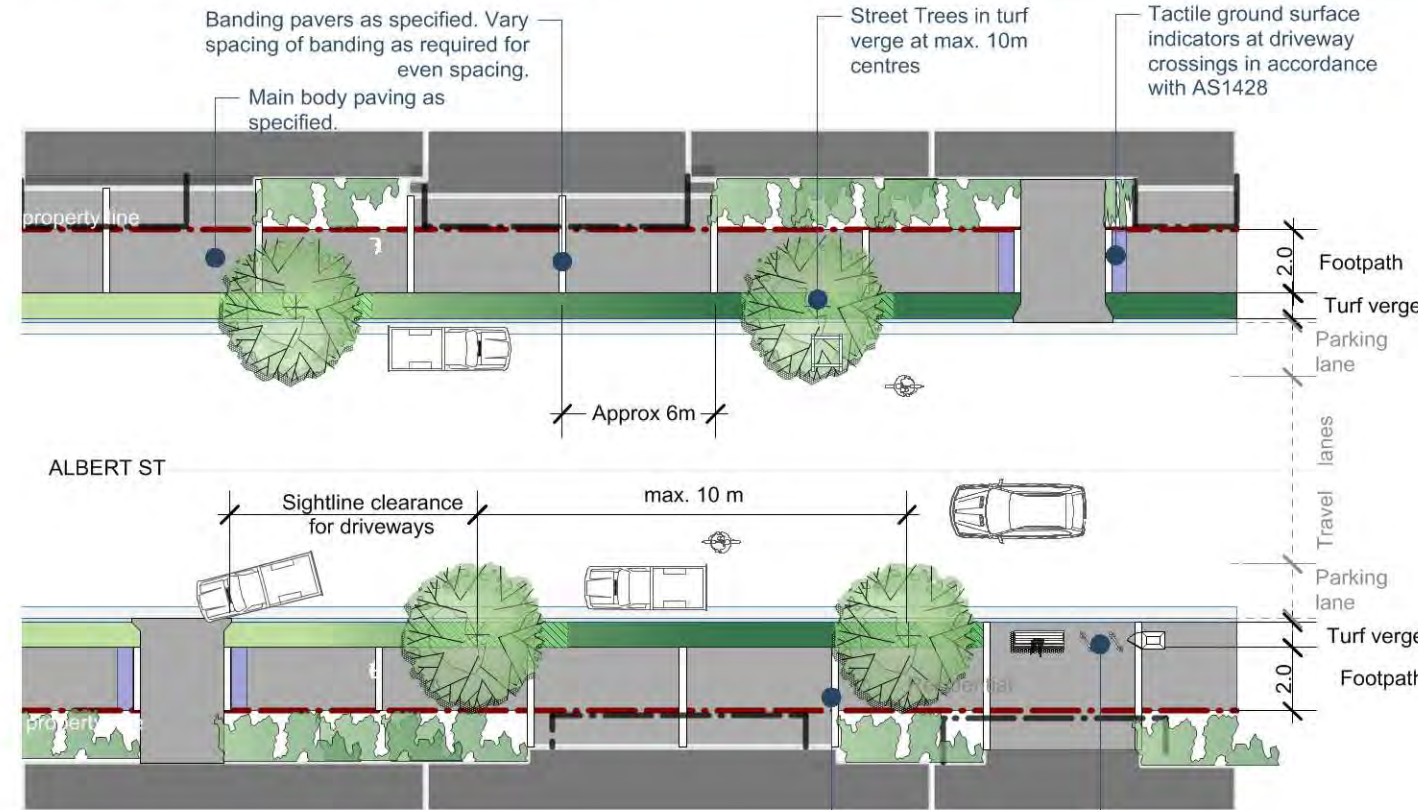 Banding pavers as specified. Vary
spacing of banding as required for
even spacing.
Main body paving as
specified.
Street Trees in turf
verge at max. 10m
centres
Tactile ground surface
indicators at driveway
crossings in accordance
with AS1428
property line
2.0
Footpath
Turf verge
Parking
lane
Approx 6m
lanes
ALBERT ST
Sightline clearance
for driveways
max. 10 m
Travel
Parking
lane
Turf verge
2.0
Footpath
Residential
property line